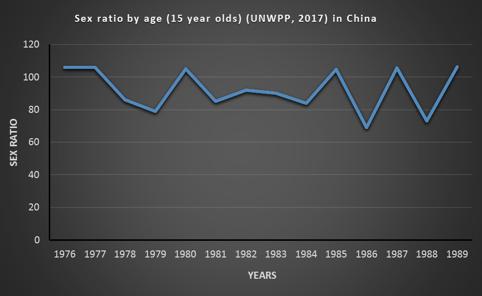 Sex ratio by age (15 year olds) (UNWPP, 2017) in China
120
100
80
60
40
20
0
SEX RATIO
1976 1977 1978 1979 1980 1981 1982 1983 1984 1985 1986 1987 1988 1989
YEARS